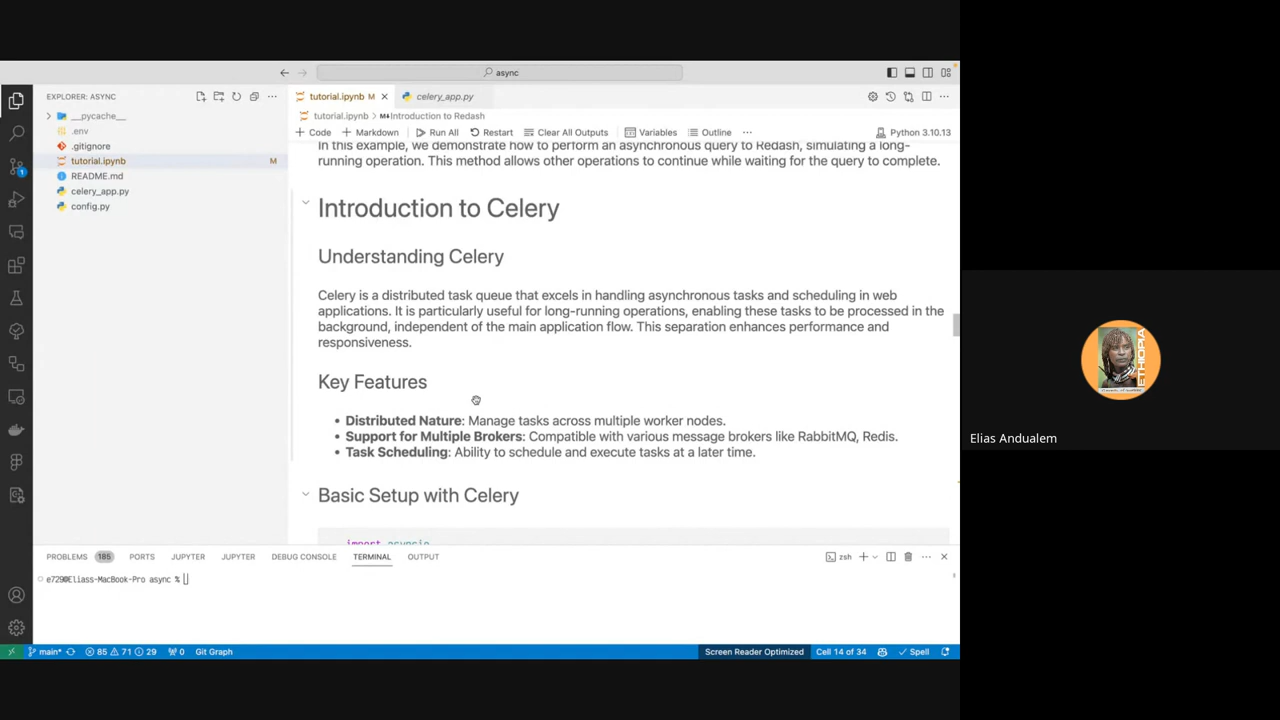 async
EXPLORER: ASYNC
tutorial.ipynb M
celery_app.py
__pycache__
.env
.gitignore
tutorial.ipynb M
README.md
celery_app.py
config.py
tutorial.ipynb > Introduction to Redash
Code Markdown Run All Restart Clear All Outputs Variables Outline ··· Python 3.10.13
In this example, we demonstrate how to perform an asynchronous query to Redash, simulating a long-
running operation. This method allows other operations to continue while waiting for the query to complete.
Introduction to Celery
Understanding Celery
Celery is a distributed task queue that excels in handling asynchronous tasks and scheduling in web
applications. It is particularly useful for long-running operations, enabling these tasks to be processed in the
background, independent of the main application flow. This separation enhances performance and
responsiveness.
Key Features
• Distributed Nature: Manage tasks across multiple worker nodes.
• Support for Multiple Brokers: Compatible with various message brokers like RabbitMQ, Redis.
• Task Scheduling: Ability to schedule and execute tasks at a later time.
Basic Setup with Celery
import asyncio
PROBLEMS 185 PORTS JUPYTER JUPYTER DEBUG CONSOLE TERMINAL OUTPUT zsh
e729@Eliass-MacBook-Pro async %
main* 85 71 29 0 Git Graph Screen Reader Optimized Cell 14 of 34 Spell
1
ETHIOPIA
Elias Andualem